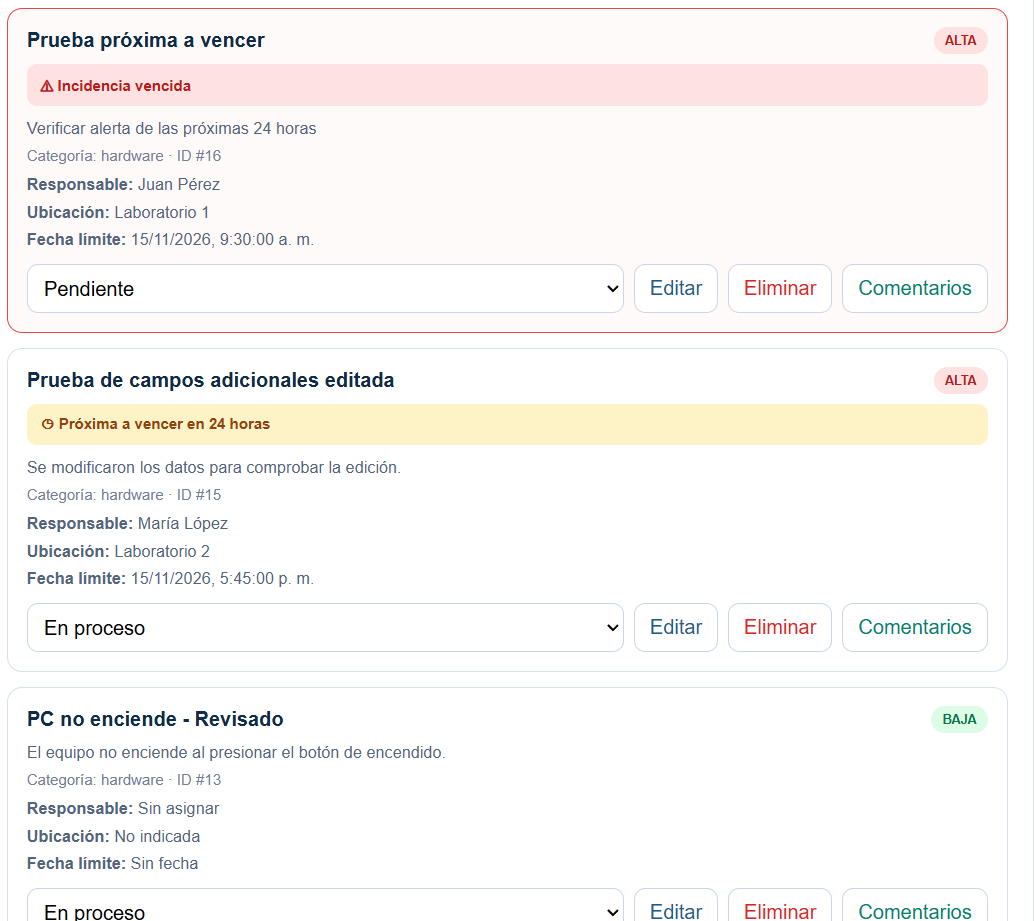 Prueba próxima a vencer
ALTA
⚠ Incidencia vencida
Verificar alerta de las próximas 24 horas
Categoría: hardware · ID #16
Responsable: Juan Pérez
Ubicación: Laboratorio 1
Fecha límite: 15/11/2026, 9:30:00 a. m.
Pendiente Editar Eliminar Comentarios
Prueba de campos adicionales editada
ALTA
Próxima a vencer en 24 horas
Se modificaron los datos para comprobar la edición.
Categoría: hardware · ID #15
Responsable: María López
Ubicación: Laboratorio 2
Fecha límite: 15/11/2026, 5:45:00 p. m.
En proceso Editar Eliminar Comentarios
PC no enciende - Revisado
BAJA
El equipo no enciende al presionar el botón de encendido.
Categoría: hardware · ID #13
Responsable: Sin asignar
Ubicación: No indicada
Fecha límite: Sin fecha
En proceso Editar Eliminar Comentarios